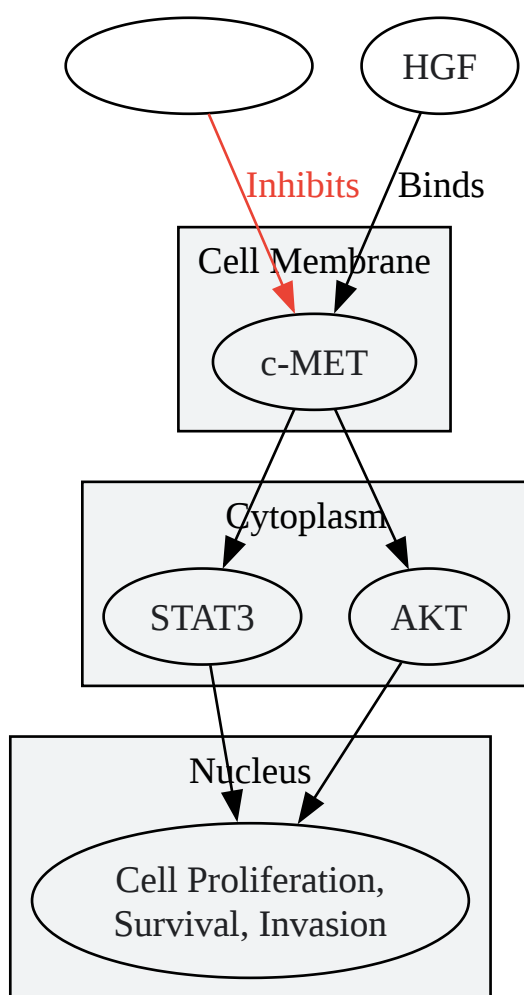 HGF
Inhibits
Binds
Cell Membrane
c-MET
Cytoplasm
STAT3
AKT
Nucleus
Cell Proliferation,
Survival, Invasion